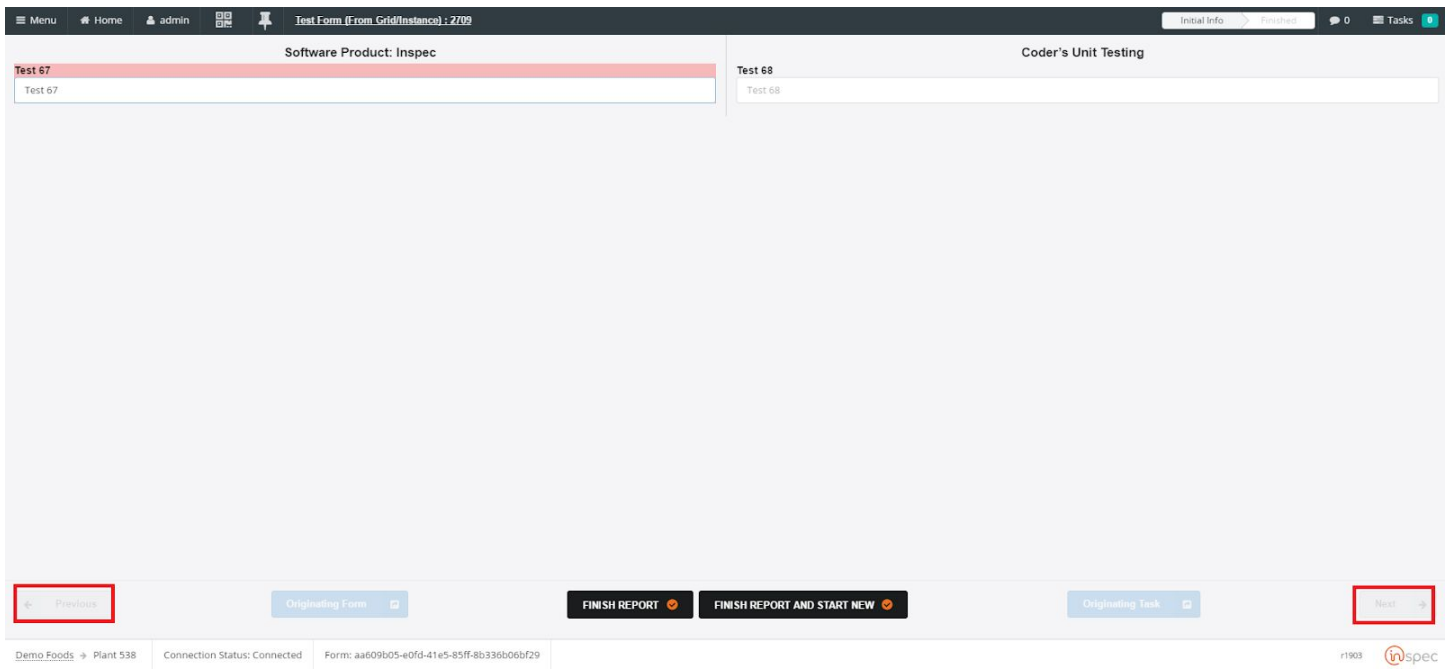 Menu Home admin Test Form (From Grid/Instance) : 2709 Initial Info Finished 0 Tasks 0
Software Product: Inspec
Coder's Unit Testing
Test 67
Test 67
Test 68
Test 68
Previous Originating Form FINISH REPORT FINISH REPORT AND START NEW Originating Task Next
Demo Foods → Plant 538 Connection Status: Connected Form: aa609b05-e0fd-41e5-85ff-8b336b06bf29 r1903 inspec